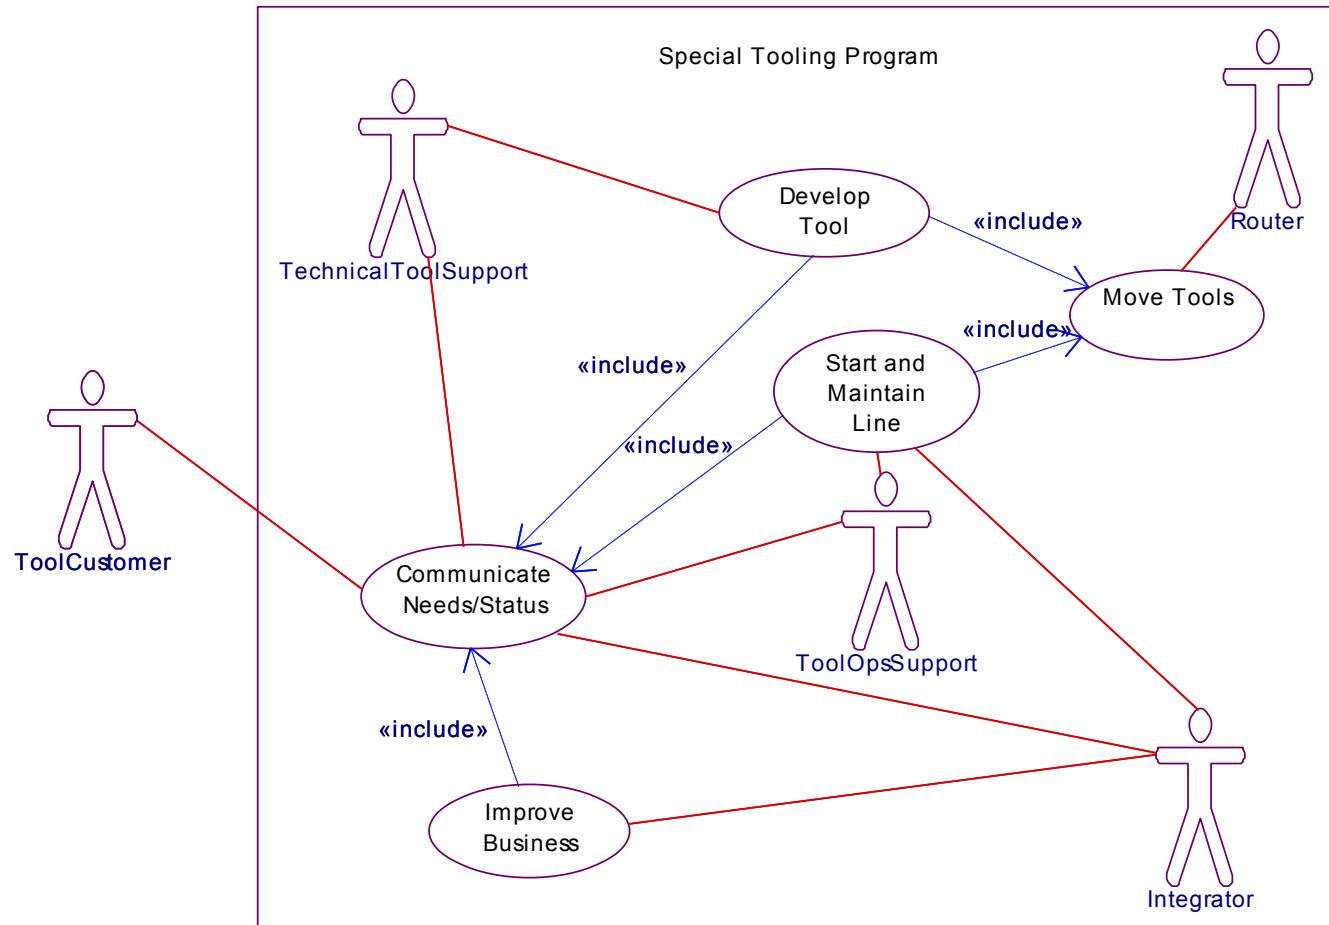 Special Tooling Program
Develop
Tool
«include»
Router
TechnicalToolSupport
Move Tools
«include»
«include»
Start and
Maintain
Line
«include»
ToolCustomer
Communicate
Needs/Status
ToolOpsSupport
«include»
Improve
Business
Integrator